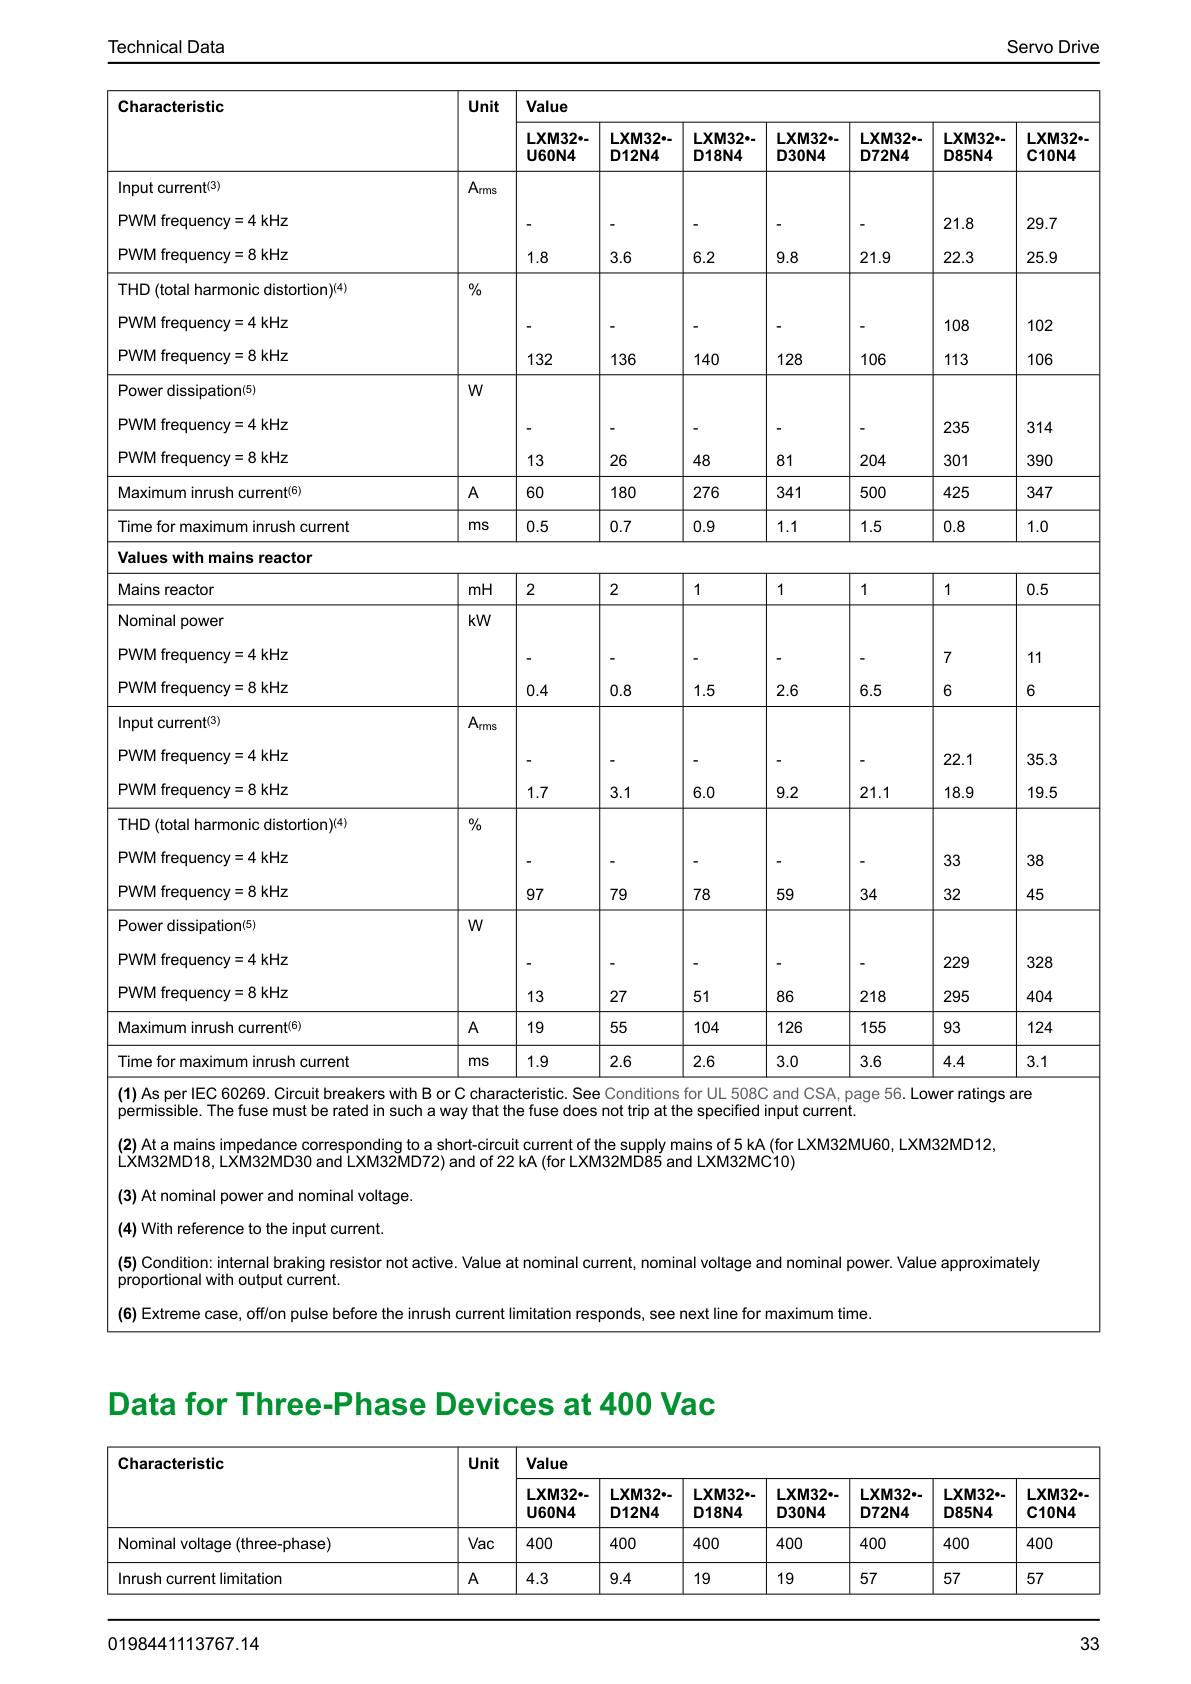 Technical Data Servo Drive
Characteristic Unit Value
LXM32•- LXM32•- LXM32•- LXM32•- LXM32•- LXM32•- LXM32•-
U60N4 D12N4 D18N4 D30N4 D72N4 D85N4 C10N4
Input current(3) Arms
PWM frequency = 4 kHz - - - - - 21.8 29.7
PWM frequency = 8 kHz 1.8 3.6 6.2 9.8 21.9 22.3 25.9
THD (total harmonic distortion)(4) %
PWM frequency = 4 kHz - - - - - 108 102
PWM frequency = 8 kHz 132 136 140 128 106 113 106
Power dissipation(5) W
PWM frequency = 4 kHz - - - - - 235 314
PWM frequency = 8 kHz 13 26 48 81 204 301 390
Maximum inrush current(6) A 60 180 276 341 500 425 347
Time for maximum inrush current ms 0.5 0.7 0.9 1.1 1.5 0.8 1.0
Values with mains reactor
Mains reactor mH 2 2 1 1 1 1 0.5
Nominal power kW
PWM frequency = 4 kHz - - - - - 7 11
PWM frequency = 8 kHz 0.4 0.8 1.5 2.6 6.5 6 6
Input current(3) Arms
PWM frequency = 4 kHz - - - - - 22.1 35.3
PWM frequency = 8 kHz 1.7 3.1 6.0 9.2 21.1 18.9 19.5
THD (total harmonic distortion)(4) %
PWM frequency = 4 kHz - - - - - 33 38
PWM frequency = 8 kHz 97 79 78 59 34 32 45
Power dissipation(5) W
PWM frequency = 4 kHz - - - - - 229 328
PWM frequency = 8 kHz 13 27 51 86 218 295 404
Maximum inrush current(6) A 19 55 104 126 155 93 124
Time for maximum inrush current ms 1.9 2.6 2.6 3.0 3.6 4.4 3.1
(1) As per IEC 60269. Circuit breakers with B or C characteristic. See Conditions for UL 508C and CSA, page 56. Lower ratings are
permissible. The fuse must be rated in such a way that the fuse does not trip at the specified input current.
(2) At a mains impedance corresponding to a short-circuit current of the supply mains of 5 kA (for LXM32MU60, LXM32MD12,
LXM32MD18, LXM32MD30 and LXM32MD72) and of 22 kA (for LXM32MD85 and LXM32MC10)
(3) At nominal power and nominal voltage.
(4) With reference to the input current.
(5) Condition: internal braking resistor not active. Value at nominal current, nominal voltage and nominal power. Value approximately
proportional with output current.
(6) Extreme case, off/on pulse before the inrush current limitation responds, see next line for maximum time.
Data for Three-Phase Devices at 400 Vac
Characteristic Unit Value
LXM32•- LXM32•- LXM32•- LXM32•- LXM32•- LXM32•- LXM32•-
U60N4 D12N4 D18N4 D30N4 D72N4 D85N4 C10N4
Nominal voltage (three-phase) Vac 400 400 400 400 400 400 400
Inrush current limitation A 4.3 9.4 19 19 57 57 57
0198441113767.14 33